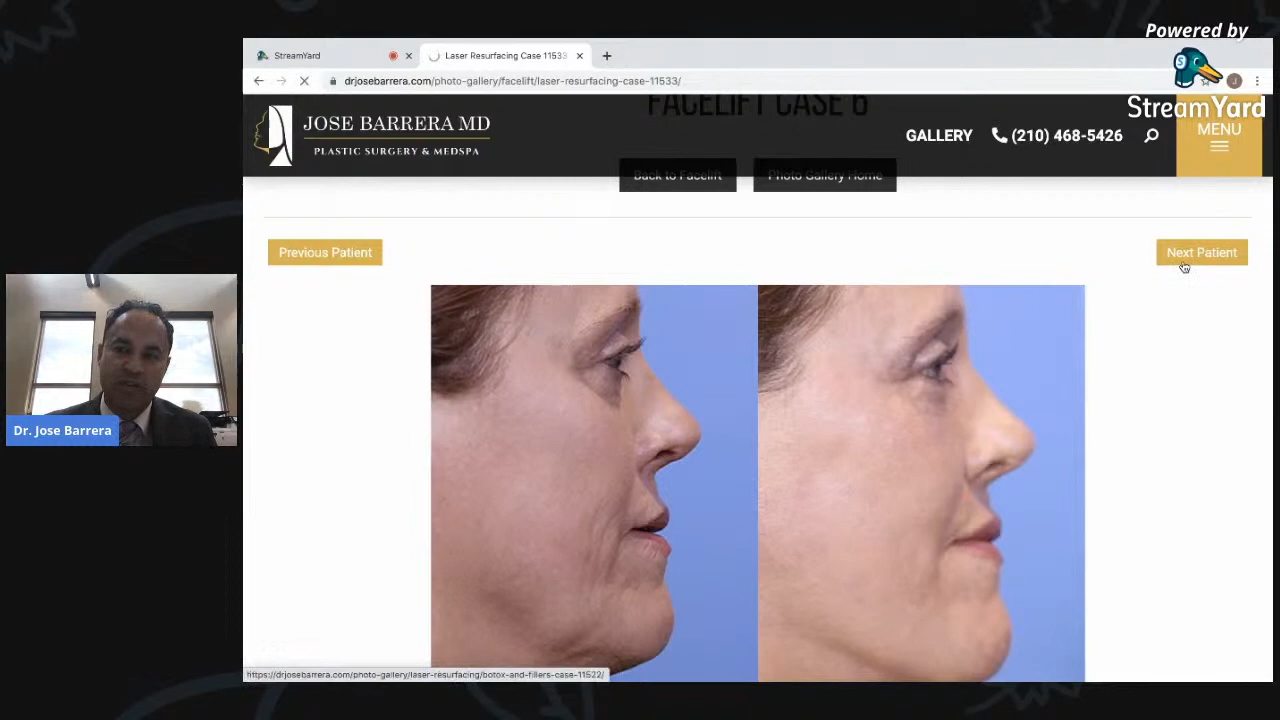 Powered by
StreamYard
StreamYard
Laser Resurfacing Case 11533
drjosebarrera.com/photo-gallery/facelift/laser-resurfacing-case-11533/
FACELIFT CASE 6
JOSE BARRERA MD
PLASTIC SURGERY & MEDSPA
GALLERY
(210) 468-5426
MENU
Back to Facelift
Photo Gallery Home
Previous Patient
Next Patient
Dr. Jose Barrera
https://drjosebarrera.com/photo-gallery/laser-resurfacing/botox-and-fillers-case-11522/